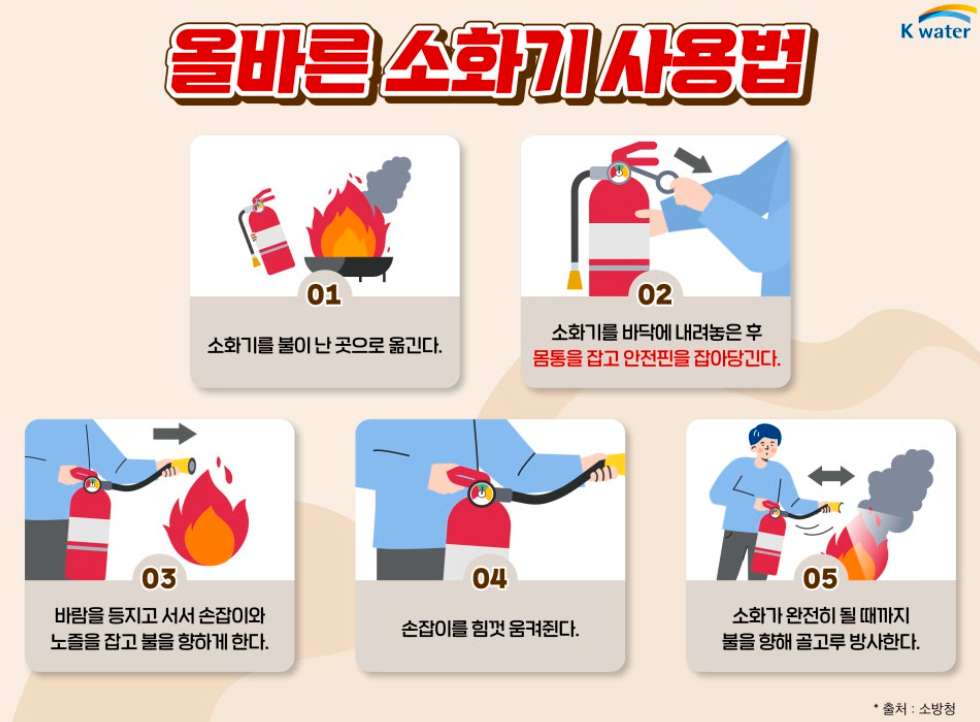 K water
올바른 소화기 사용법
01
소화기를 불이 난 곳으로 옮긴다.
02
소화기를 바닥에 내려놓은 후
몸통을 잡고 안전핀을 잡아당긴다.
03
바람을 등지고 서서 손잡이와
노즐을 잡고 불을 향하게 한다.
04
손잡이를 힘껏 움켜쥔다.
05
소화가 완전히 될 때까지
불을 향해 골고루 방사한다.
* 출처 : 소방청